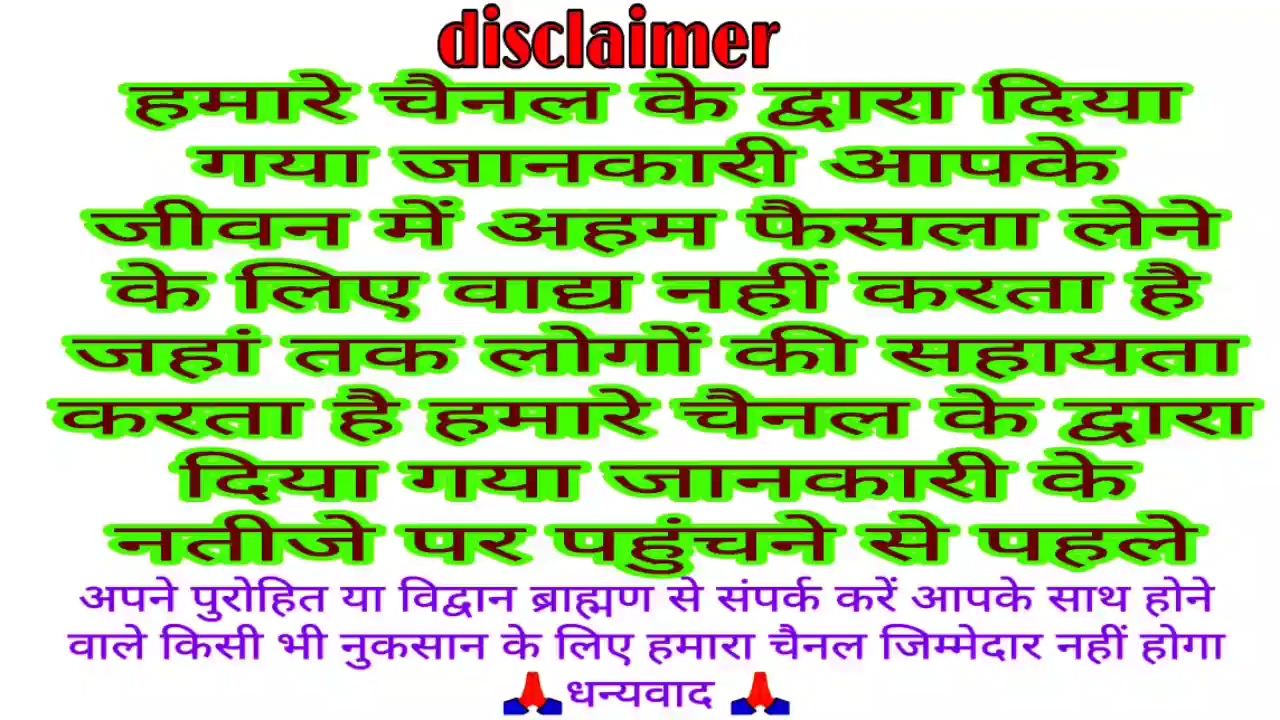 disclaimer
हमारे चैनल के द्वारा दिया
गया जानकारी आपके
जीवन में अहम फैसला लेने
के लिए वाद्य नहीं करता है
जहां तक लोगों की सहायता
करता है हमारे चैनल के द्वारा
दिया गया जानकारी के
नतीजे पर पहुंचने से पहले
अपने पुरोहित या विद्वान ब्राह्मण से संपर्क करें आपके साथ होने
वाले किसी भी नुकसान के लिए हमारा चैनल जिम्मेदार नहीं होगा
🙏धन्यवाद 🙏